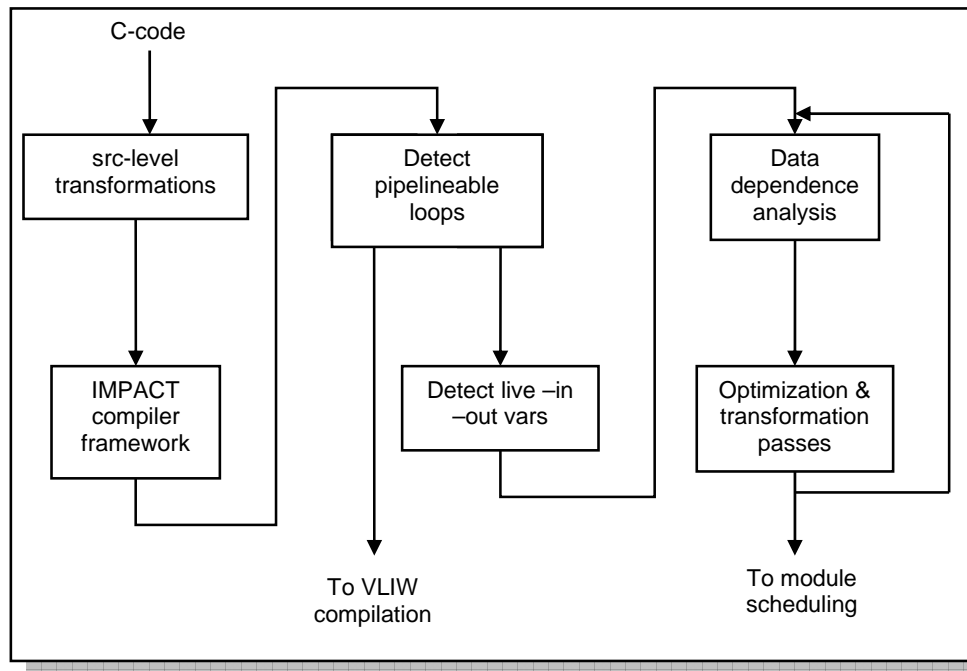 C-code
src-level
transformations
IMPACT
compiler
framework
Detect
pipelineable
loops
Detect live –in
–out vars
To VLIW
compilation
Data
dependence
analysis
Optimization &
transformation
passes
To module
scheduling